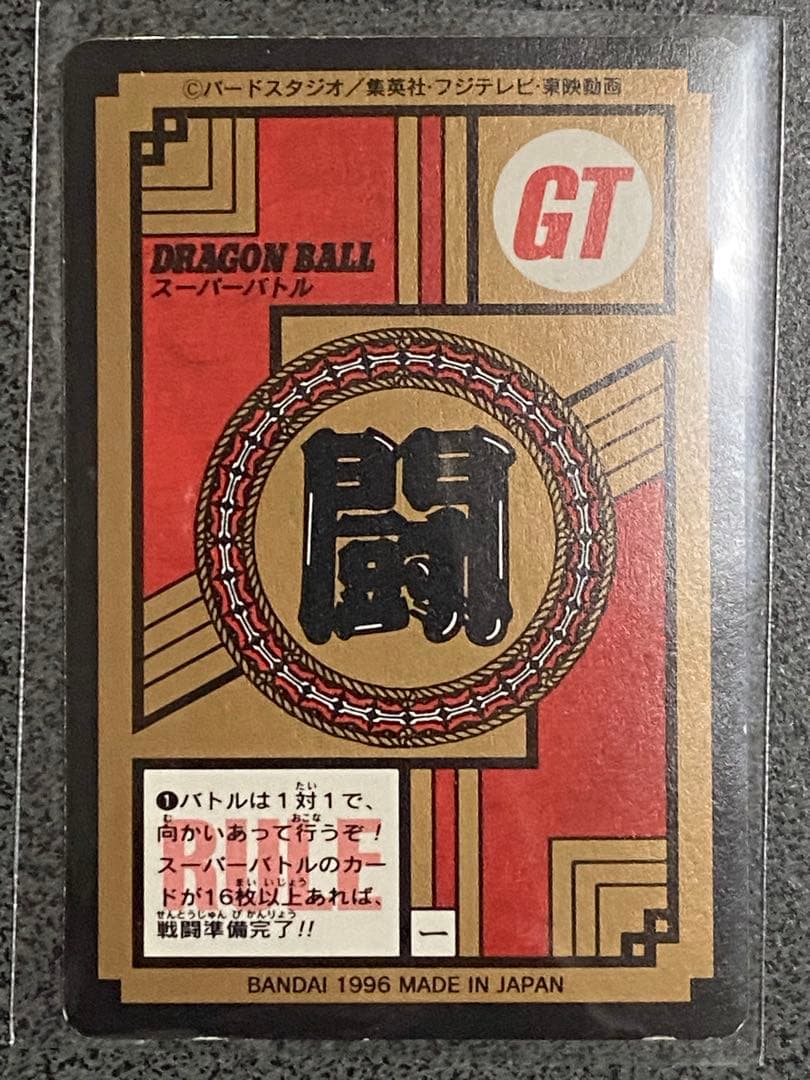 ©バードスタジオ／集英社・フジテレビ・東映動画
GT
DRAGON BALL
スーパーバトル
闘
RULE
❶バトルは1対1で、
向かいあって行うぞ！
スーパーバトルのカー
ドが16枚以上あれば、
戦闘準備完了!!
一
BANDAI 1996 MADE IN JAPAN